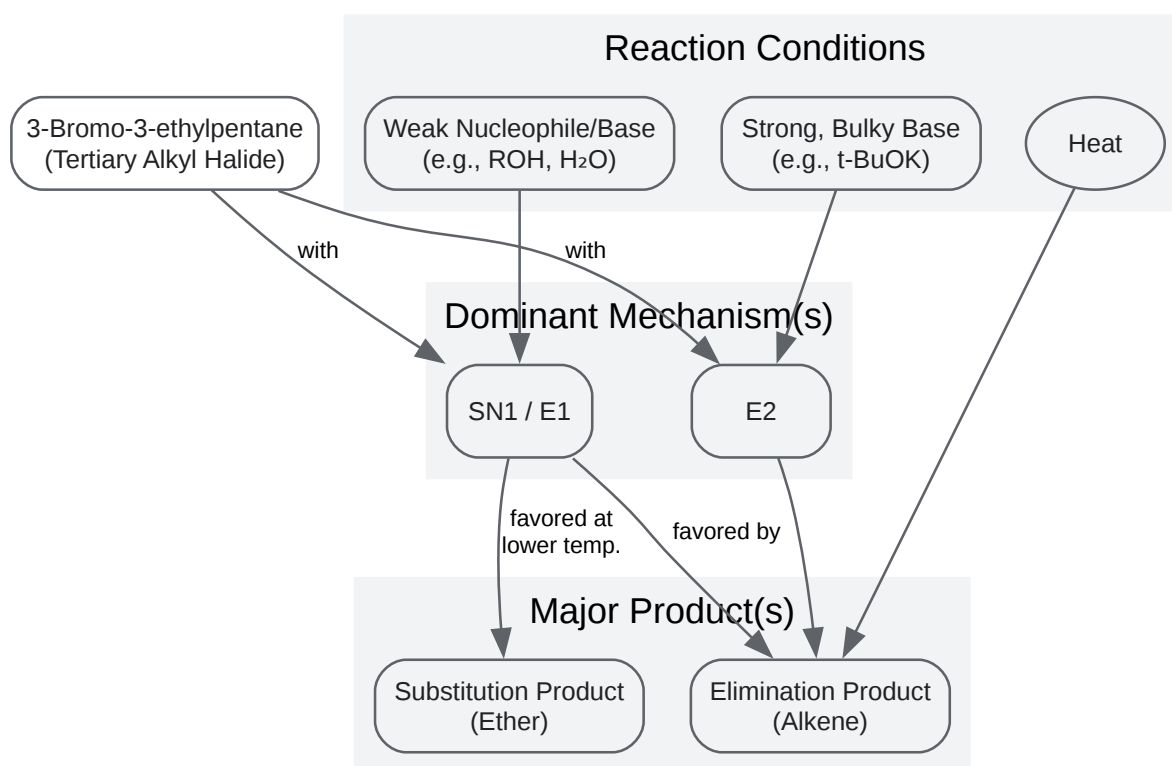 Reaction Conditions
3-Bromo-3-ethylpentane
(Tertiary Alkyl Halide)
Weak Nucleophile/Base
(e.g., ROH, H₂O)
Strong, Bulky Base
(e.g., t-BuOK)
Heat
with
with
Dominant Mechanism(s)
SN1 / E1
E2
favored at
lower temp.
favored by
Major Product(s)
Substitution Product
(Ether)
Elimination Product
(Alkene)